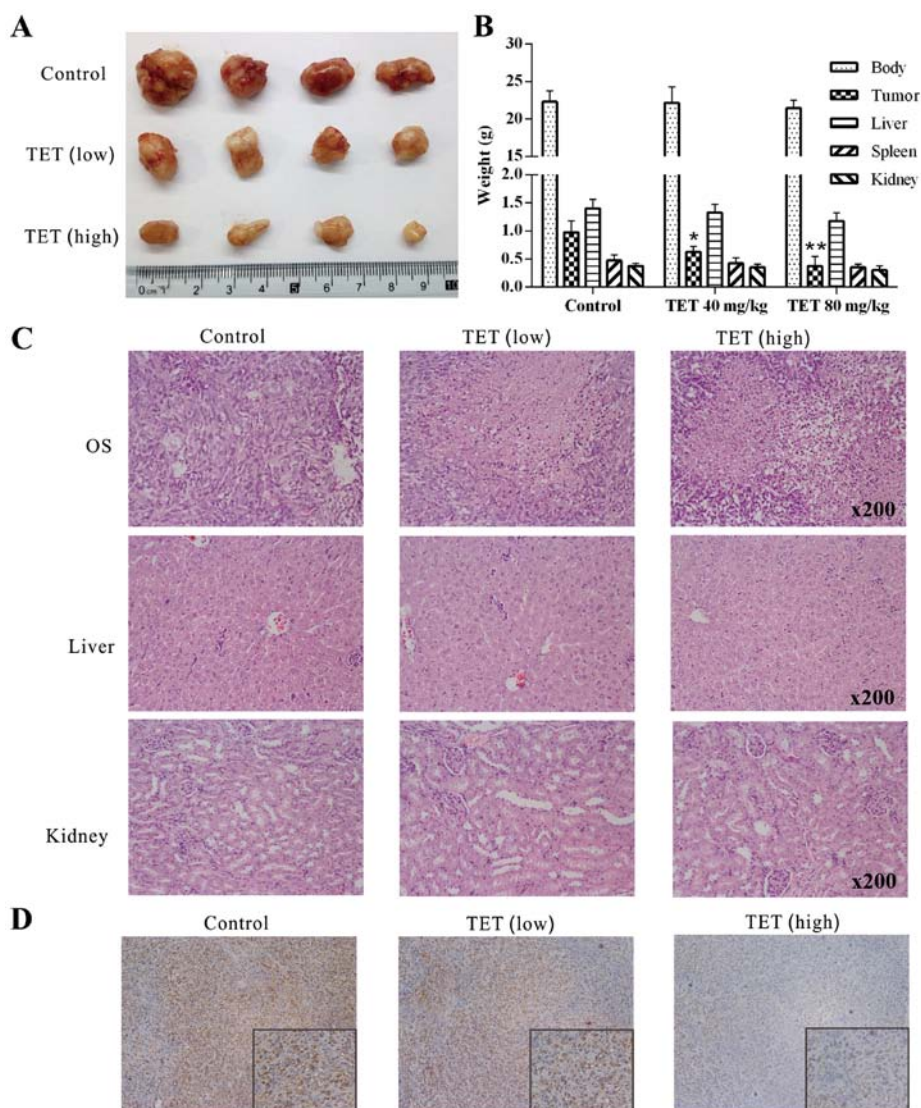 A
Control
TET (low)
TET (high)
0cm 1 2 3 4 5 6 7 8 9 10
B
Weight (g)
30
25
20
15
2.0
1.5
1.0
0.5
0.0
Body
Tumor
Liver
Spleen
Kidney
*
**
Control TET 40 mg/kg TET 80 mg/kg
C
Control TET (low) TET (high)
OS
x200
Liver
x200
Kidney
x200
D
Control TET (low) TET (high)